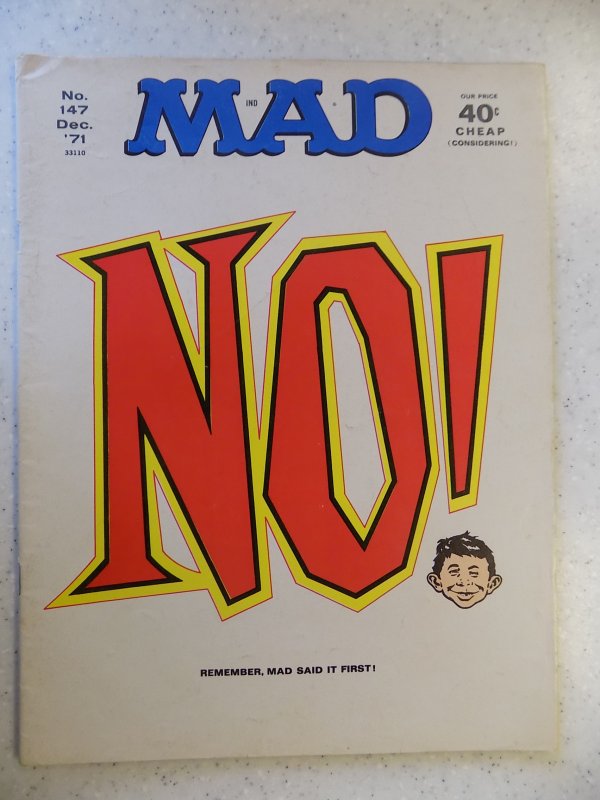 No.
147
Dec.
'71
33110
MAD
IND
OUR PRICE
40¢
CHEAP
(CONSIDERING!)
NO!
REMEMBER, MAD SAID IT FIRST!